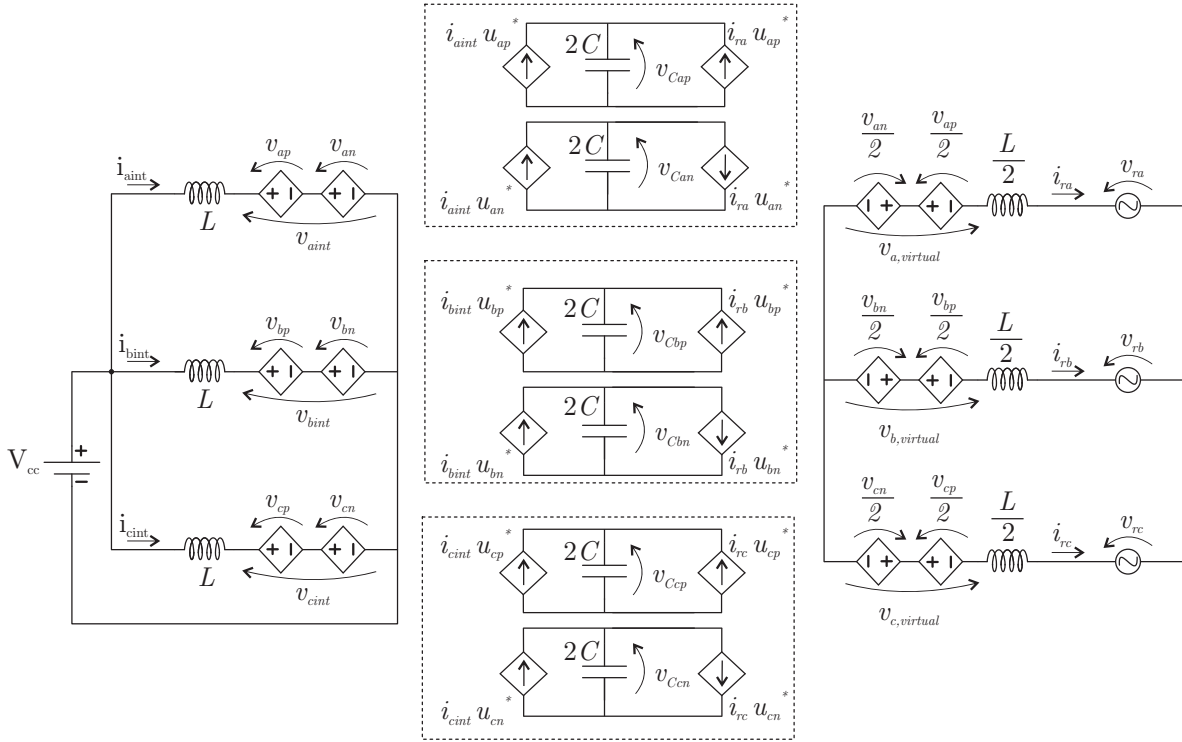 i_aint
v_ap
v_an
+ − + −
L
v_aint
i_bint
v_bp
v_bn
+ − + −
L
v_bint
V_cc
+
−
i_cint
v_cp
v_cn
+ − + −
L
v_cint
i_aint u_ap*
2C
v_Cap
i_ra u_ap*
2C
v_Can
i_aint u_an*
i_ra u_an*
i_bint u_bp*
2C
v_Cbp
i_rb u_bp*
2C
v_Cbn
i_bint u_bn*
i_rb u_bn*
i_cint u_cp*
2C
v_Ccp
i_rc u_cp*
2C
v_Ccn
i_cint u_cn*
i_rc u_cn*
v_an/2
v_ap/2
L/2
i_ra
v_ra
− + + −
v_a,virtual
v_bn/2
v_bp/2
L/2
i_rb
v_rb
− + + −
v_b,virtual
v_cn/2
v_cp/2
L/2
i_rc
v_rc
− + + −
v_c,virtual